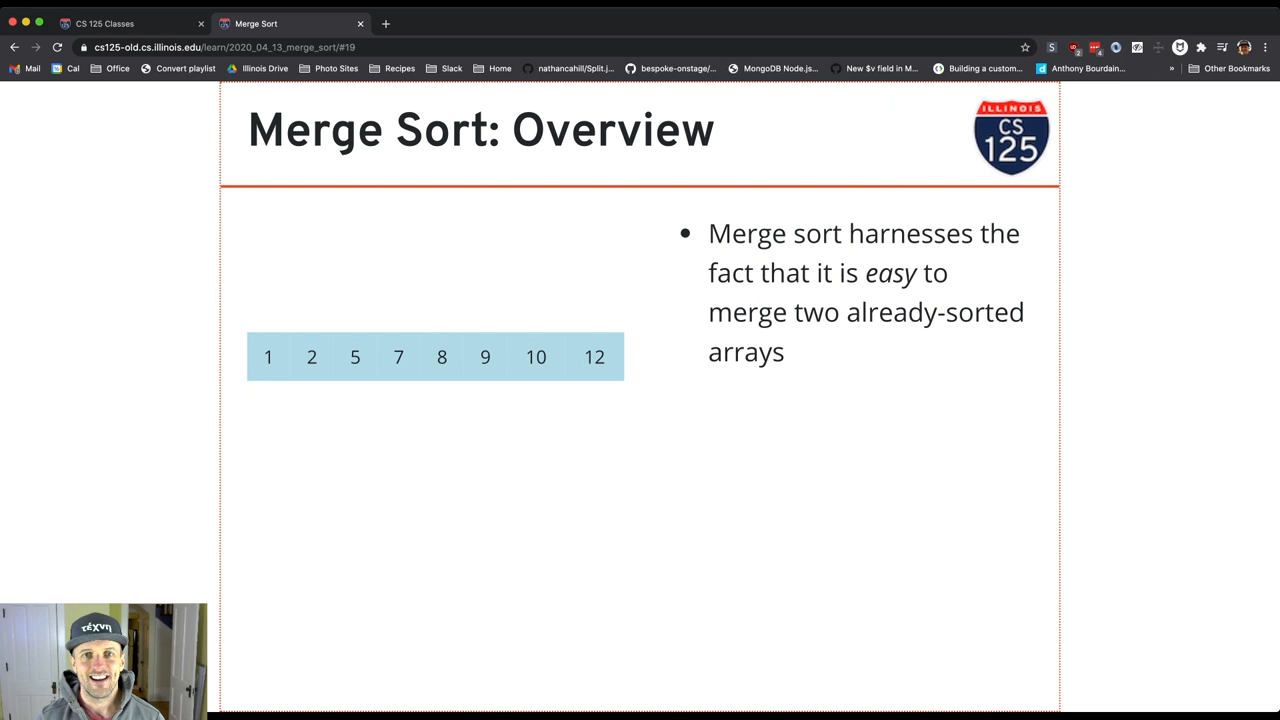 CS 125 Classes
Merge Sort
cs125-old.cs.illinois.edu/learn/2020_04_13_merge_sort/#19
Mail
Cal
Office
Convert playlist
Illinois Drive
Photo Sites
Recipes
Slack
Home
nathancahill/Split.j...
bespoke-onstage/...
MongoDB Node.js...
New $v field in M...
Building a custom...
Anthony Bourdain...
»
Other Bookmarks
Merge Sort: Overview
ILLINOIS
CS
125
1 2 5 7 8 9 10 12
• Merge sort harnesses the
fact that it is easy to
merge two already-sorted
arrays
τέχνη